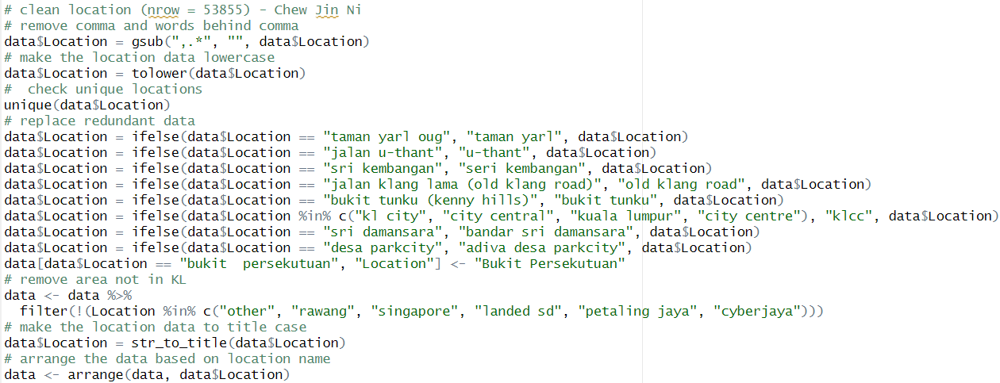 # clean location (nrow = 53855) - Chew Jin Ni
# remove comma and words behind comma
data$Location = gsub(",.*", "", data$Location)
# make the location data lowercase
data$Location = tolower(data$Location)
#  check unique locations
unique(data$Location)
# replace redundant data
data$Location = ifelse(data$Location == "taman yarl oug", "taman yarl", data$Location)
data$Location = ifelse(data$Location == "jalan u-thant", "u-thant", data$Location)
data$Location = ifelse(data$Location == "sri kembangan", "seri kembangan", data$Location)
data$Location = ifelse(data$Location == "jalan klang lama (old klang road)", "old klang road", data$Location)
data$Location = ifelse(data$Location == "bukit tunku (kenny hills)", "bukit tunku", data$Location)
data$Location = ifelse(data$Location %in% c("kl city", "city central", "kuala lumpur", "city centre"), "klcc", data$Location)
data$Location = ifelse(data$Location == "sri damansara", "bandar sri damansara", data$Location)
data$Location = ifelse(data$Location == "desa parkcity", "adiva desa parkcity", data$Location)
data[data$Location == "bukit  persekutuan", "Location"] <- "Bukit Persekutuan"
# remove area not in KL
data <- data %>%
  filter(!(Location %in% c("other", "rawang", "singapore", "landed sd", "petaling jaya", "cyberjaya")))
# make the location data to title case
data$Location = str_to_title(data$Location)
# arrange the data based on location name
data <- arrange(data, data$Location)